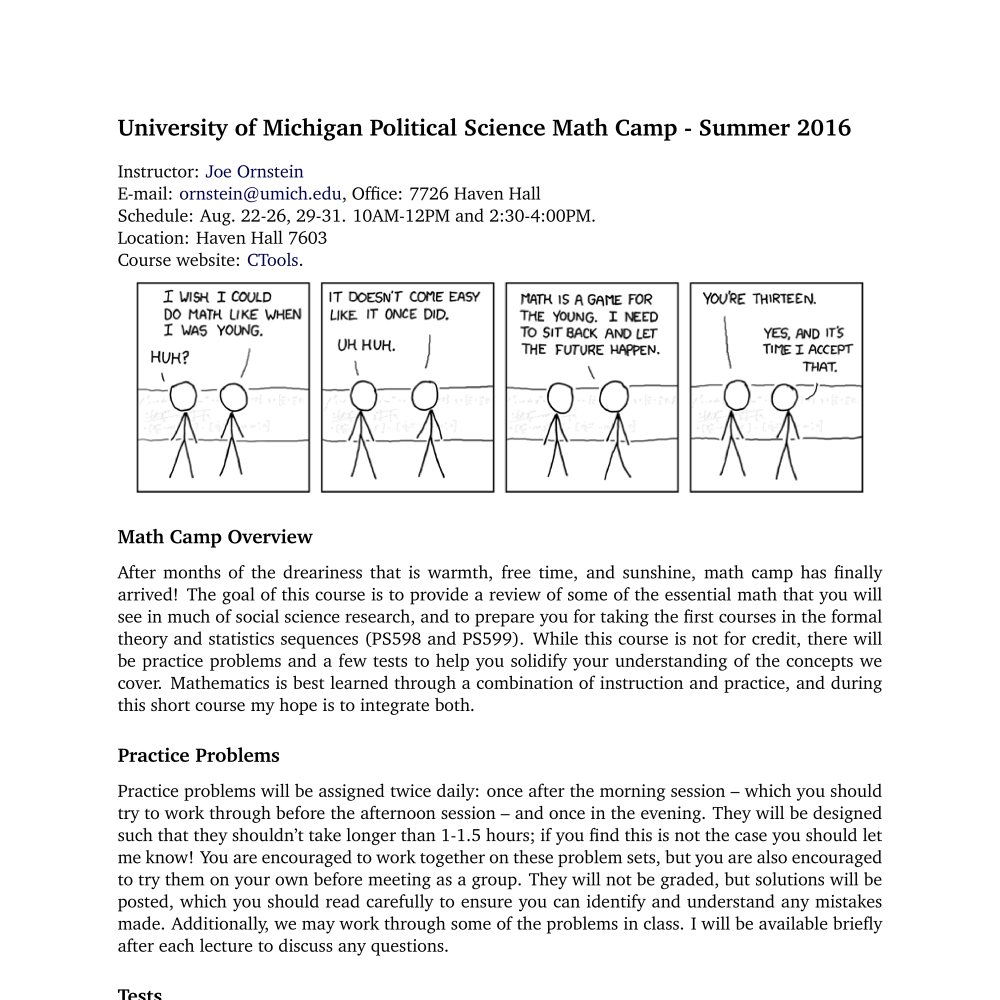 University of Michigan Political Science Math Camp - Summer 2016
Instructor: Joe Ornstein
E-mail: ornstein@umich.edu, Office: 7726 Haven Hall
Schedule: Aug. 22-26, 29-31. 10AM-12PM and 2:30-4:00PM.
Location: Haven Hall 7603
Course website: CTools.
I WISH I COULD
DO MATH LIKE WHEN
I WAS YOUNG.
HUH?
IT DOESN'T COME EASY
LIKE IT ONCE DID.
UH HUH.
MATH IS A GAME FOR
THE YOUNG. I NEED
TO SIT BACK AND LET
THE FUTURE HAPPEN.
YOU'RE THIRTEEN.
YES, AND IT'S
TIME I ACCEPT
THAT.
Math Camp Overview
After months of the dreariness that is warmth, free time, and sunshine, math camp has finally
arrived! The goal of this course is to provide a review of some of the essential math that you will
see in much of social science research, and to prepare you for taking the first courses in the formal
theory and statistics sequences (PS598 and PS599). While this course is not for credit, there will
be practice problems and a few tests to help you solidify your understanding of the concepts we
cover. Mathematics is best learned through a combination of instruction and practice, and during
this short course my hope is to integrate both.
Practice Problems
Practice problems will be assigned twice daily: once after the morning session – which you should
try to work through before the afternoon session – and once in the evening. They will be designed
such that they shouldn't take longer than 1-1.5 hours; if you find this is not the case you should let
me know! You are encouraged to work together on these problem sets, but you are also encouraged
to try them on your own before meeting as a group. They will not be graded, but solutions will be
posted, which you should read carefully to ensure you can identify and understand any mistakes
made. Additionally, we may work through some of the problems in class. I will be available briefly
after each lecture to discuss any questions.
Tests